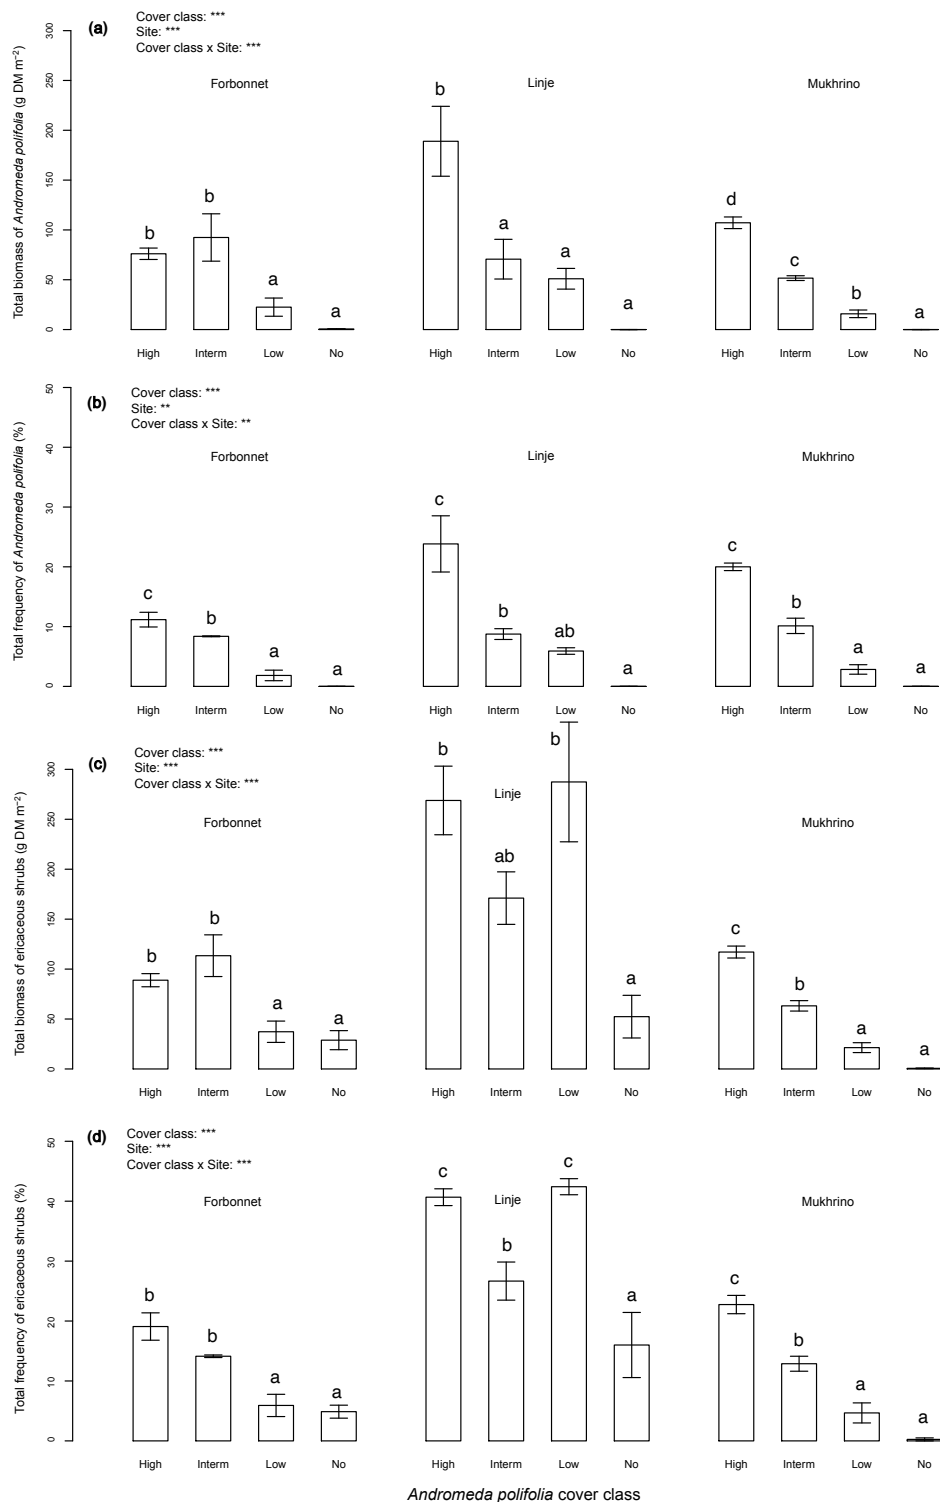 (a)
Cover class: ***
Site: ***
Cover class x Site: ***
Total biomass of Andromeda polifolia (g DM m−2)
0 50 100 150 200 250 300
Forbonnet Linje Mukhrino
b b a a b a a a d c b a
High Interm Low No High Interm Low No High Interm Low No
(b)
Cover class: ***
Site: **
Cover class x Site: **
Total frequency of Andromeda polifolia (%)
0 10 20 30 40 50
Forbonnet Linje Mukhrino
c b a a c b ab a c b a a
High Interm Low No High Interm Low No High Interm Low No
(c)
Cover class: ***
Site: ***
Cover class x Site: ***
Total biomass of ericaceous shrubs (g DM m−2)
0 50 100 150 200 250 300
Forbonnet Linje Mukhrino
b b a a b ab b a c b a a
High Interm Low No High Interm Low No High Interm Low No
(d)
Cover class: ***
Site: ***
Cover class x Site: ***
Total frequency of ericaceous shrubs (%)
0 10 20 30 40 50
Forbonnet Linje Mukhrino
b b a a c b c a c b a a
High Interm Low No High Interm Low No High Interm Low No
Andromeda polifolia cover class